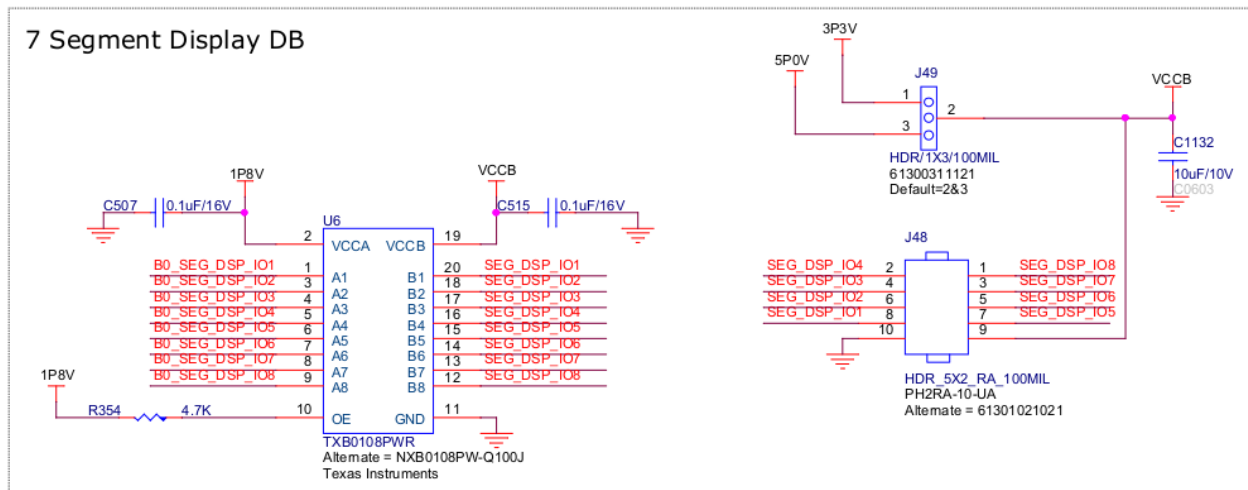 7 Segment Display DB
3P3V
5P0V
J49
VCCB
1
2
3
C1132
HDR/1X3/100MIL
61300311121
Default=2&3
10uF/10V
C0603
1P8V
VCCB
C507
0.1uF/16V
C515
0.1uF/16V
U6
2 VCCA VCCB 19
B0_SEG_DSP_IO1 1 A1 B1 20 SEG_DSP_IO1
B0_SEG_DSP_IO2 3 A2 B2 18 SEG_DSP_IO2
B0_SEG_DSP_IO3 4 A3 B3 17 SEG_DSP_IO3
B0_SEG_DSP_IO4 5 A4 B4 16 SEG_DSP_IO4
B0_SEG_DSP_IO5 6 A5 B5 15 SEG_DSP_IO5
B0_SEG_DSP_IO6 7 A6 B6 14 SEG_DSP_IO6
B0_SEG_DSP_IO7 8 A7 B7 13 SEG_DSP_IO7
B0_SEG_DSP_IO8 9 A8 B8 12 SEG_DSP_IO8
1P8V
R354 4.7K 10 OE GND 11
TXB0108PWR
Alternate = NXB0108PW-Q100J
Texas Instruments
J48
SEG_DSP_IO4 2 1 SEG_DSP_IO8
SEG_DSP_IO3 4 3 SEG_DSP_IO7
SEG_DSP_IO2 6 5 SEG_DSP_IO6
SEG_DSP_IO1 8 7 SEG_DSP_IO5
10 9
HDR_5X2_RA_100MIL
PH2RA-10-UA
Alternate = 61301021021